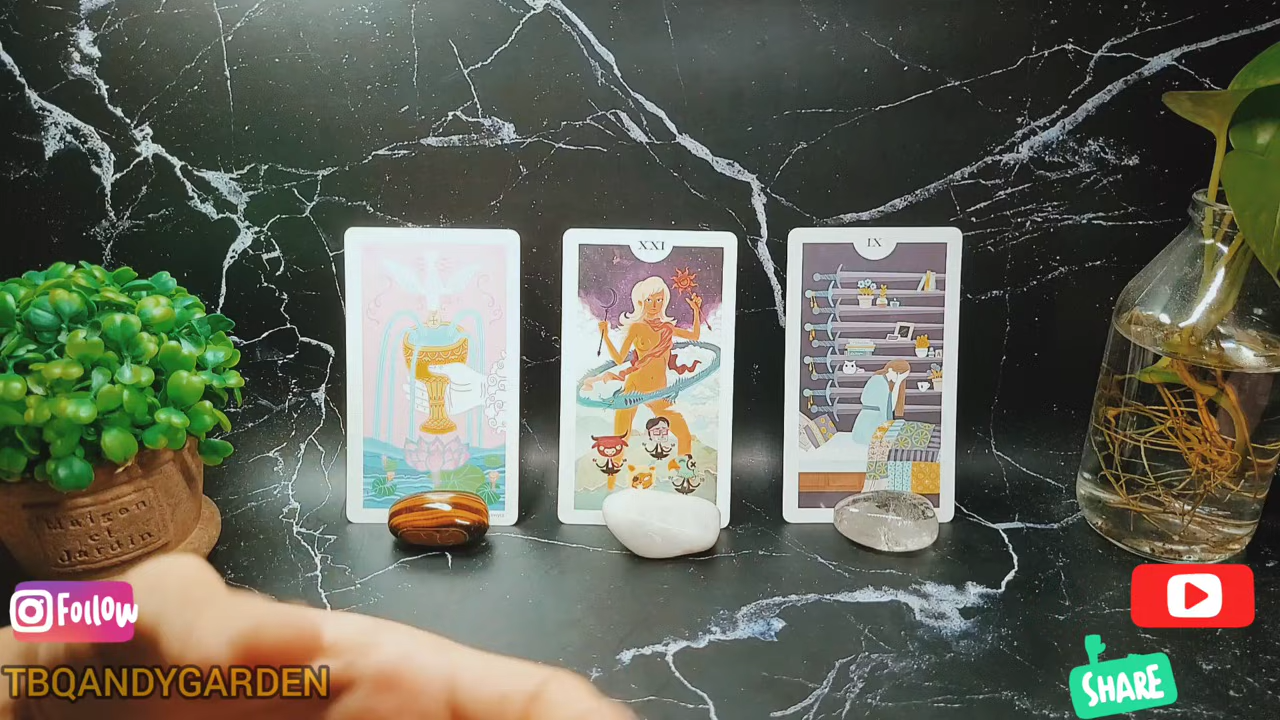 XXI
IX
Maison
et
Jardin
Follow
TBQANDYGARDEN
SHARE